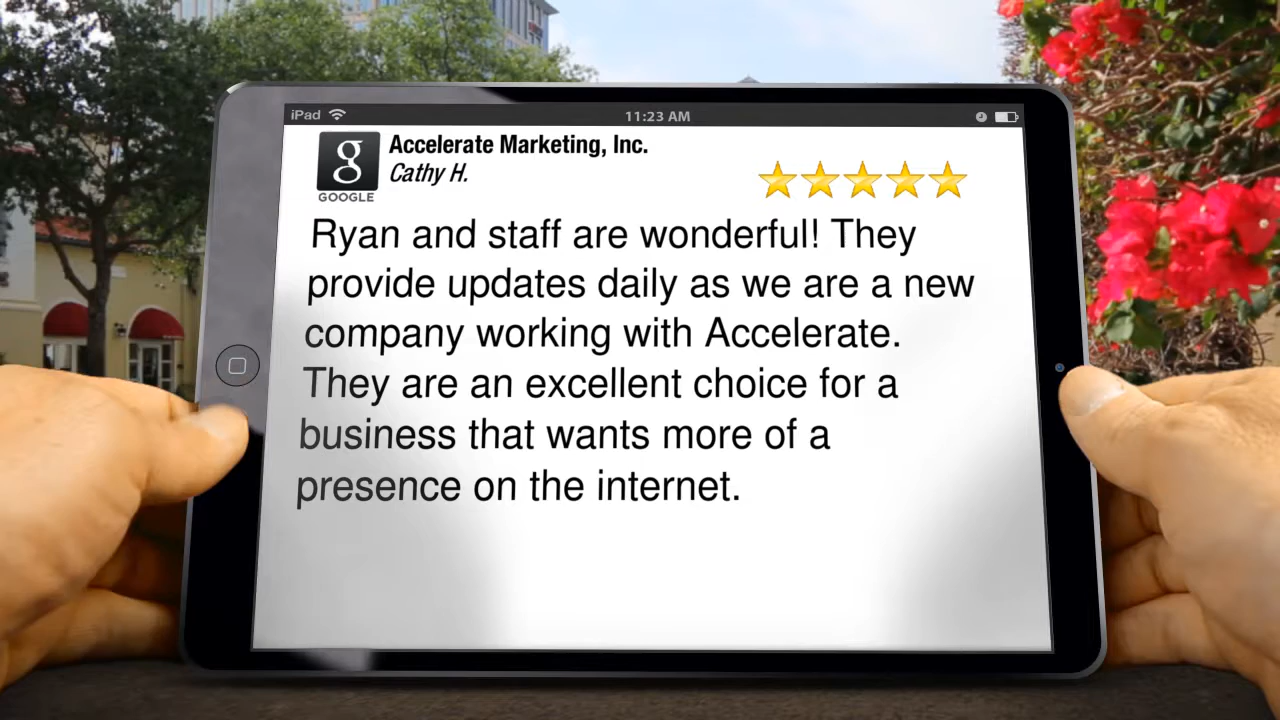 iPad 11:23 AM
g
GOOGLE
Accelerate Marketing, Inc.
Cathy H.
Ryan and staff are wonderful! They
provide updates daily as we are a new
company working with Accelerate.
They are an excellent choice for a
business that wants more of a
presence on the internet.